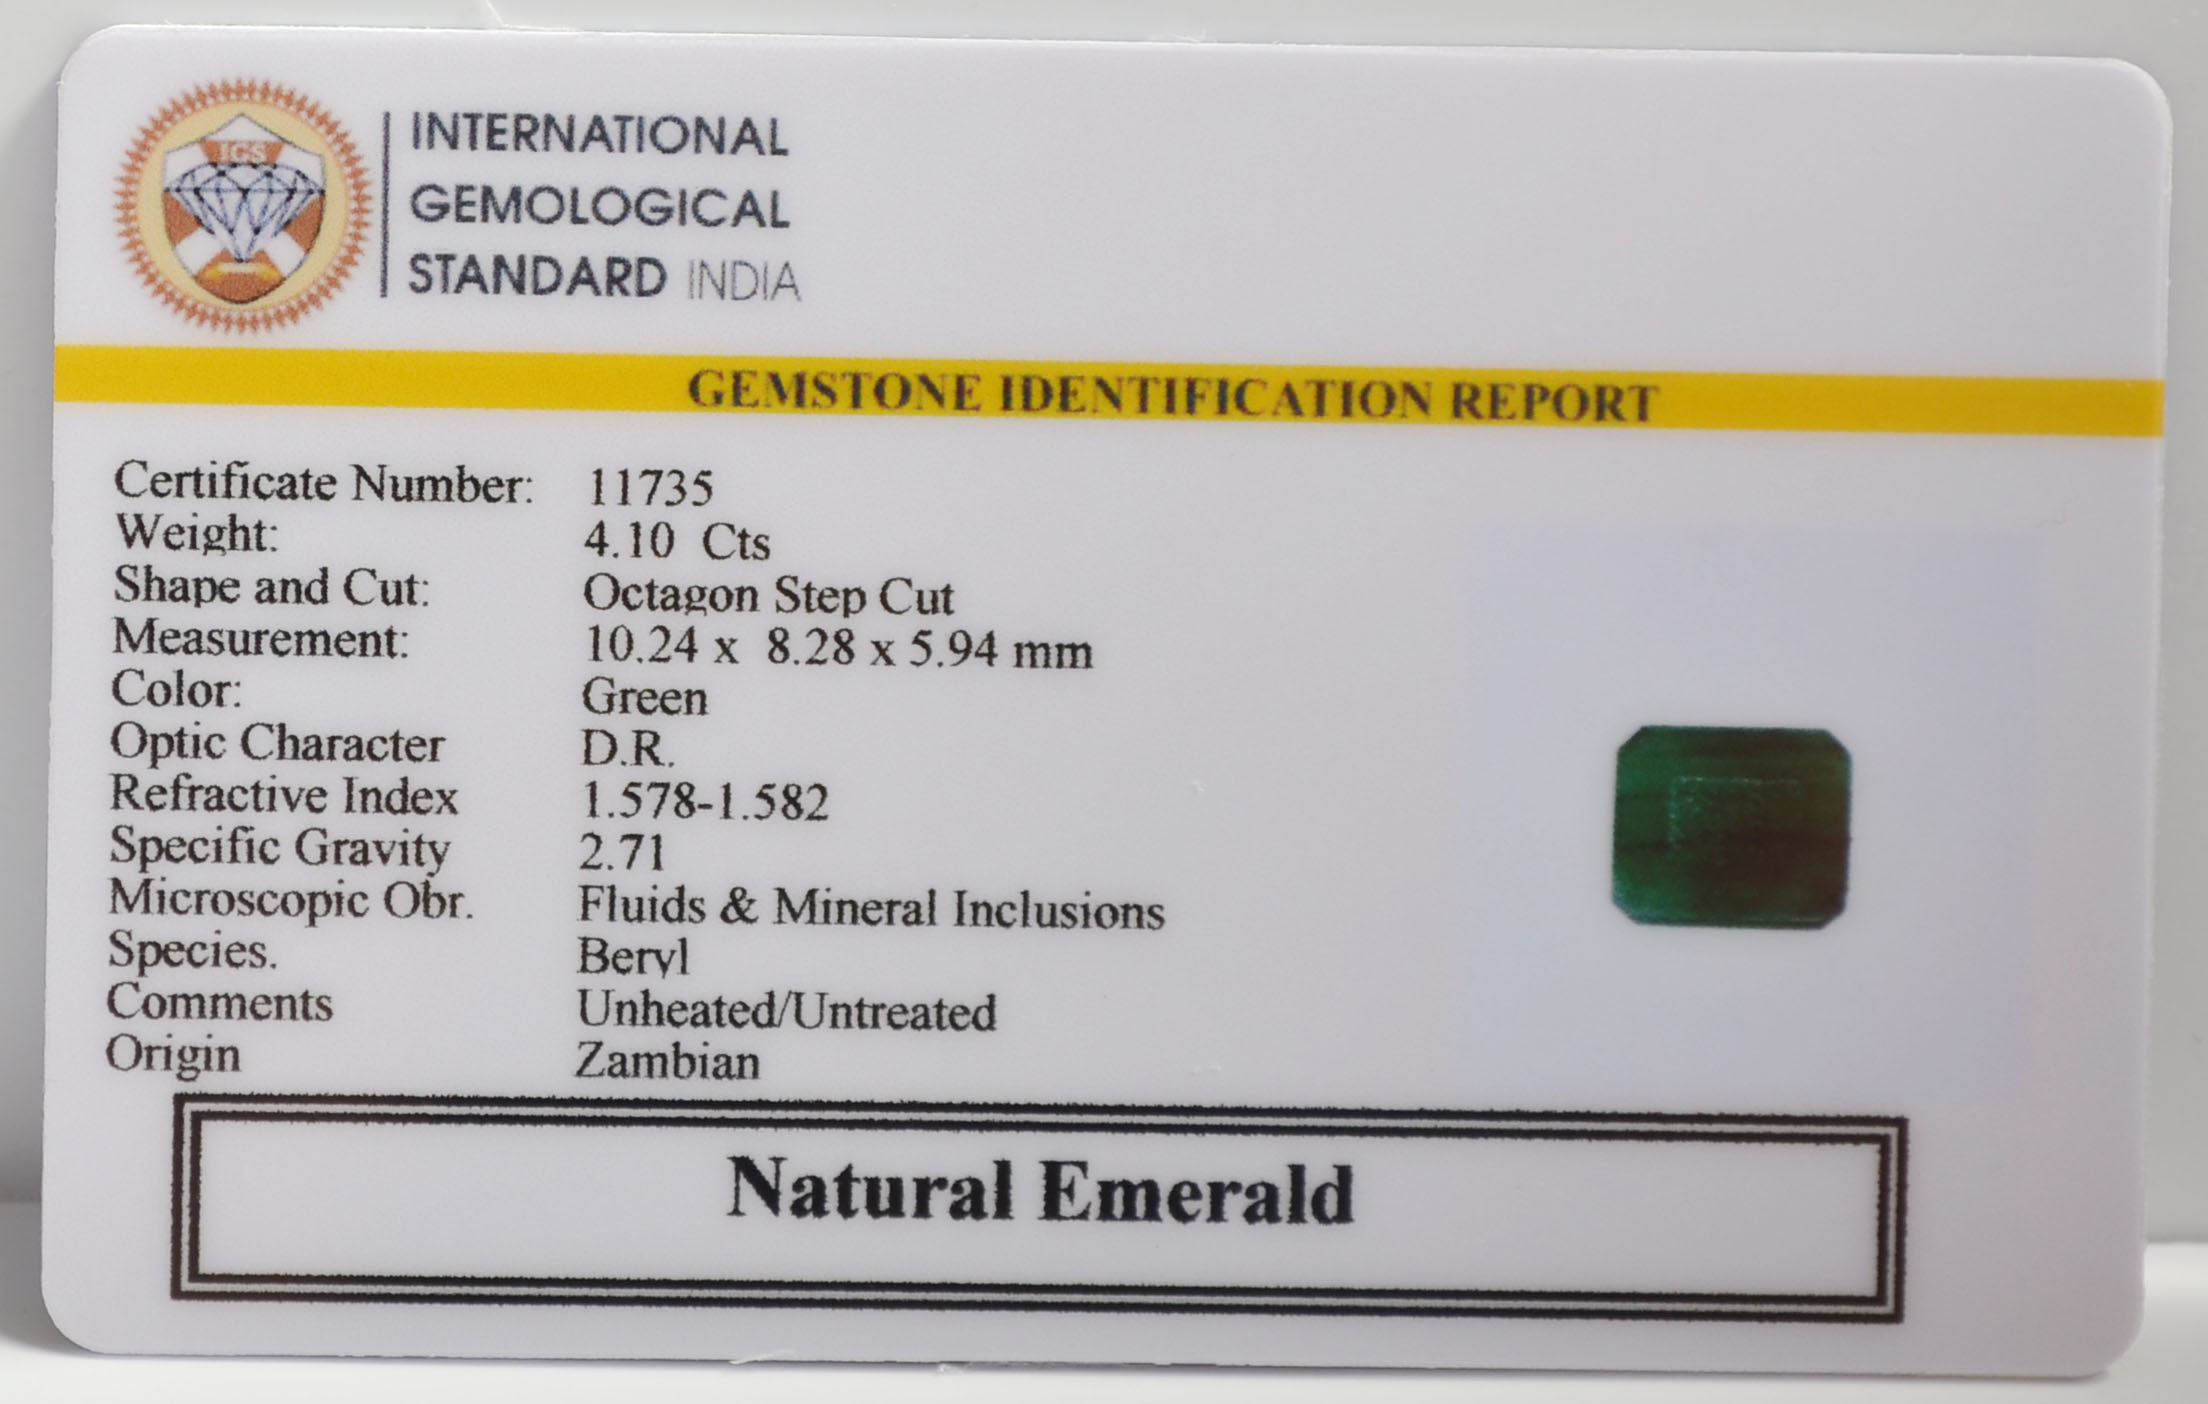 IGS
INTERNATIONAL
GEMOLOGICAL
STANDARD INDIA
GEMSTONE IDENTIFICATION REPORT
Certificate Number: 11735
Weight: 4.10 Cts
Shape and Cut: Octagon Step Cut
Measurement: 10.24 x 8.28 x 5.94 mm
Color: Green
Optic Character D.R.
Refractive Index 1.578-1.582
Specific Gravity 2.71
Microscopic Obr. Fluids & Mineral Inclusions
Species. Beryl
Comments Unheated/Untreated
Origin Zambian
Natural Emerald